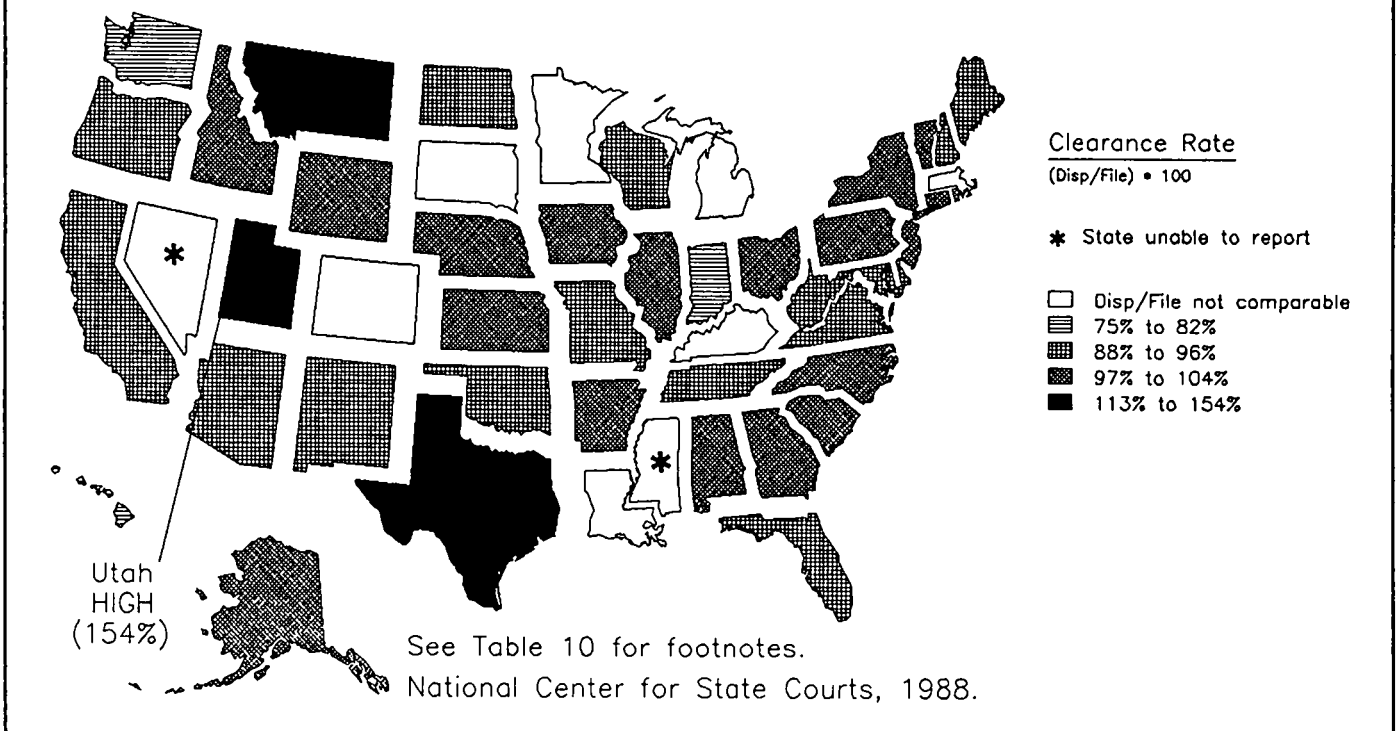 Clearance Rate
(Disp/File) • 100
* State unable to report
Disp/File not comparable
75% to 82%
88% to 96%
97% to 104%
113% to 154%
*
*
Utah
HIGH
(154%)
See Table 10 for footnotes.
National Center for State Courts, 1988.